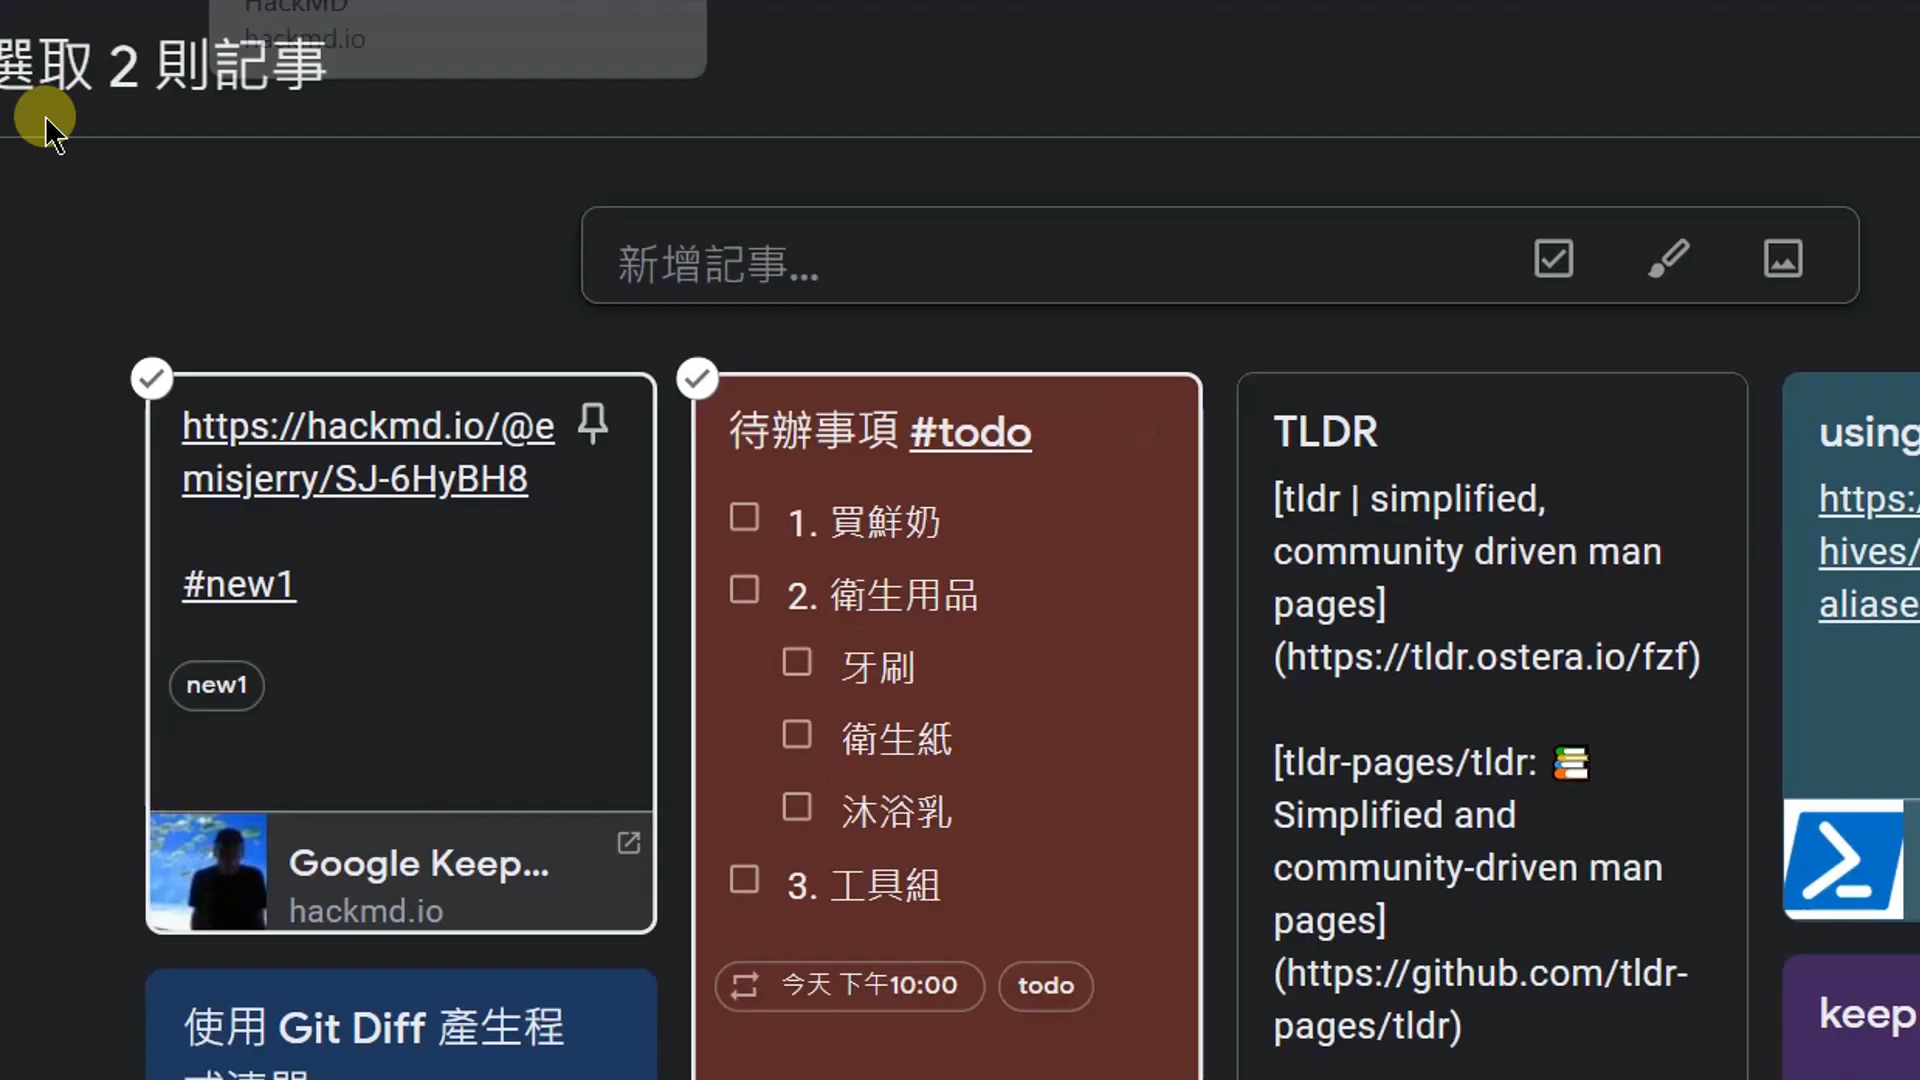 HackMD
hackmd.io
選取 2 則記事
新增記事...
https://hackmd.io/@e
misjerry/SJ-6HyBH8
#new1
new1
Google Keep...
hackmd.io
使用 Git Diff 產生程
待辦事項 #todo
1. 買鮮奶
2. 衛生用品
牙刷
衛生紙
沐浴乳
3. 工具組
今天 下午10:00
todo
TLDR
[tldr | simplified,
community driven man
pages]
(https://tldr.ostera.io/fzf)
[tldr-pages/tldr: 📚
Simplified and
community-driven man
pages]
(https://github.com/tldr-
pages/tldr)
using
https:/
hives/
aliase
keep